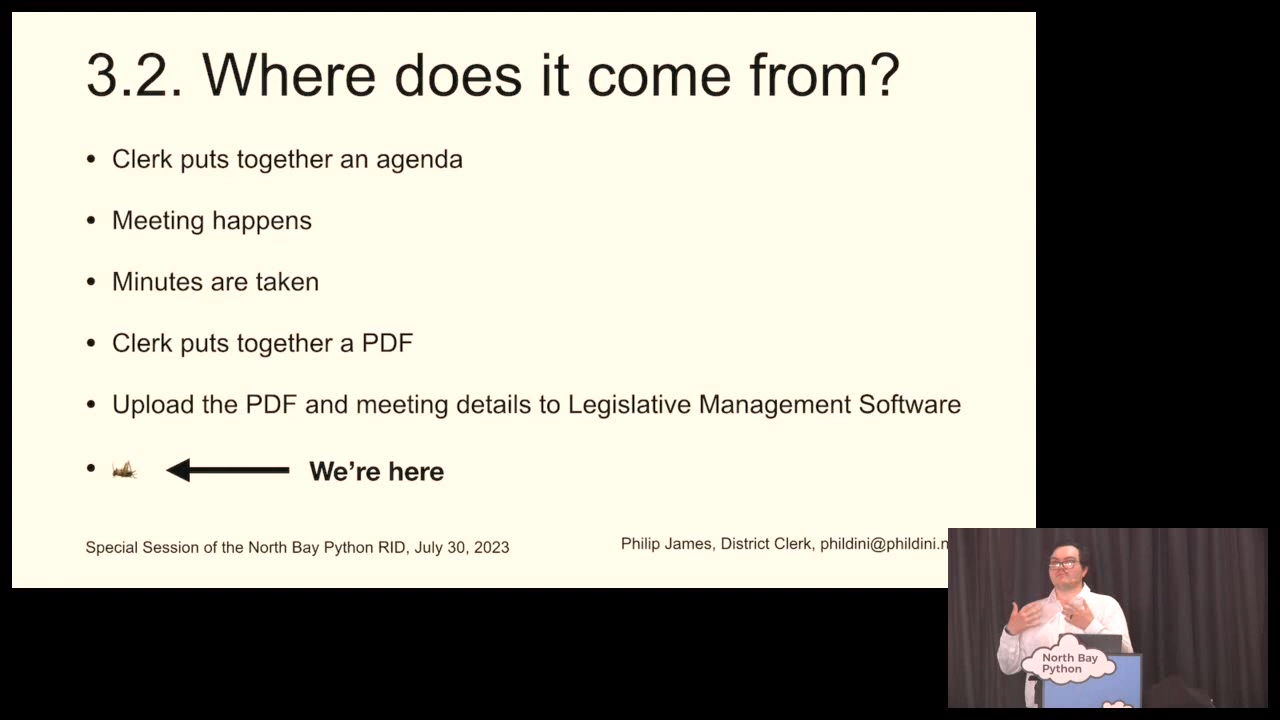 3.2. Where does it come from?
• Clerk puts together an agenda
• Meeting happens
• Minutes are taken
• Clerk puts together a PDF
• Upload the PDF and meeting details to Legislative Management Software
• 🦗 We’re here
Special Session of the North Bay Python RID, July 30, 2023
Philip James, District Clerk, phildini@phildini.n
North Bay
Python